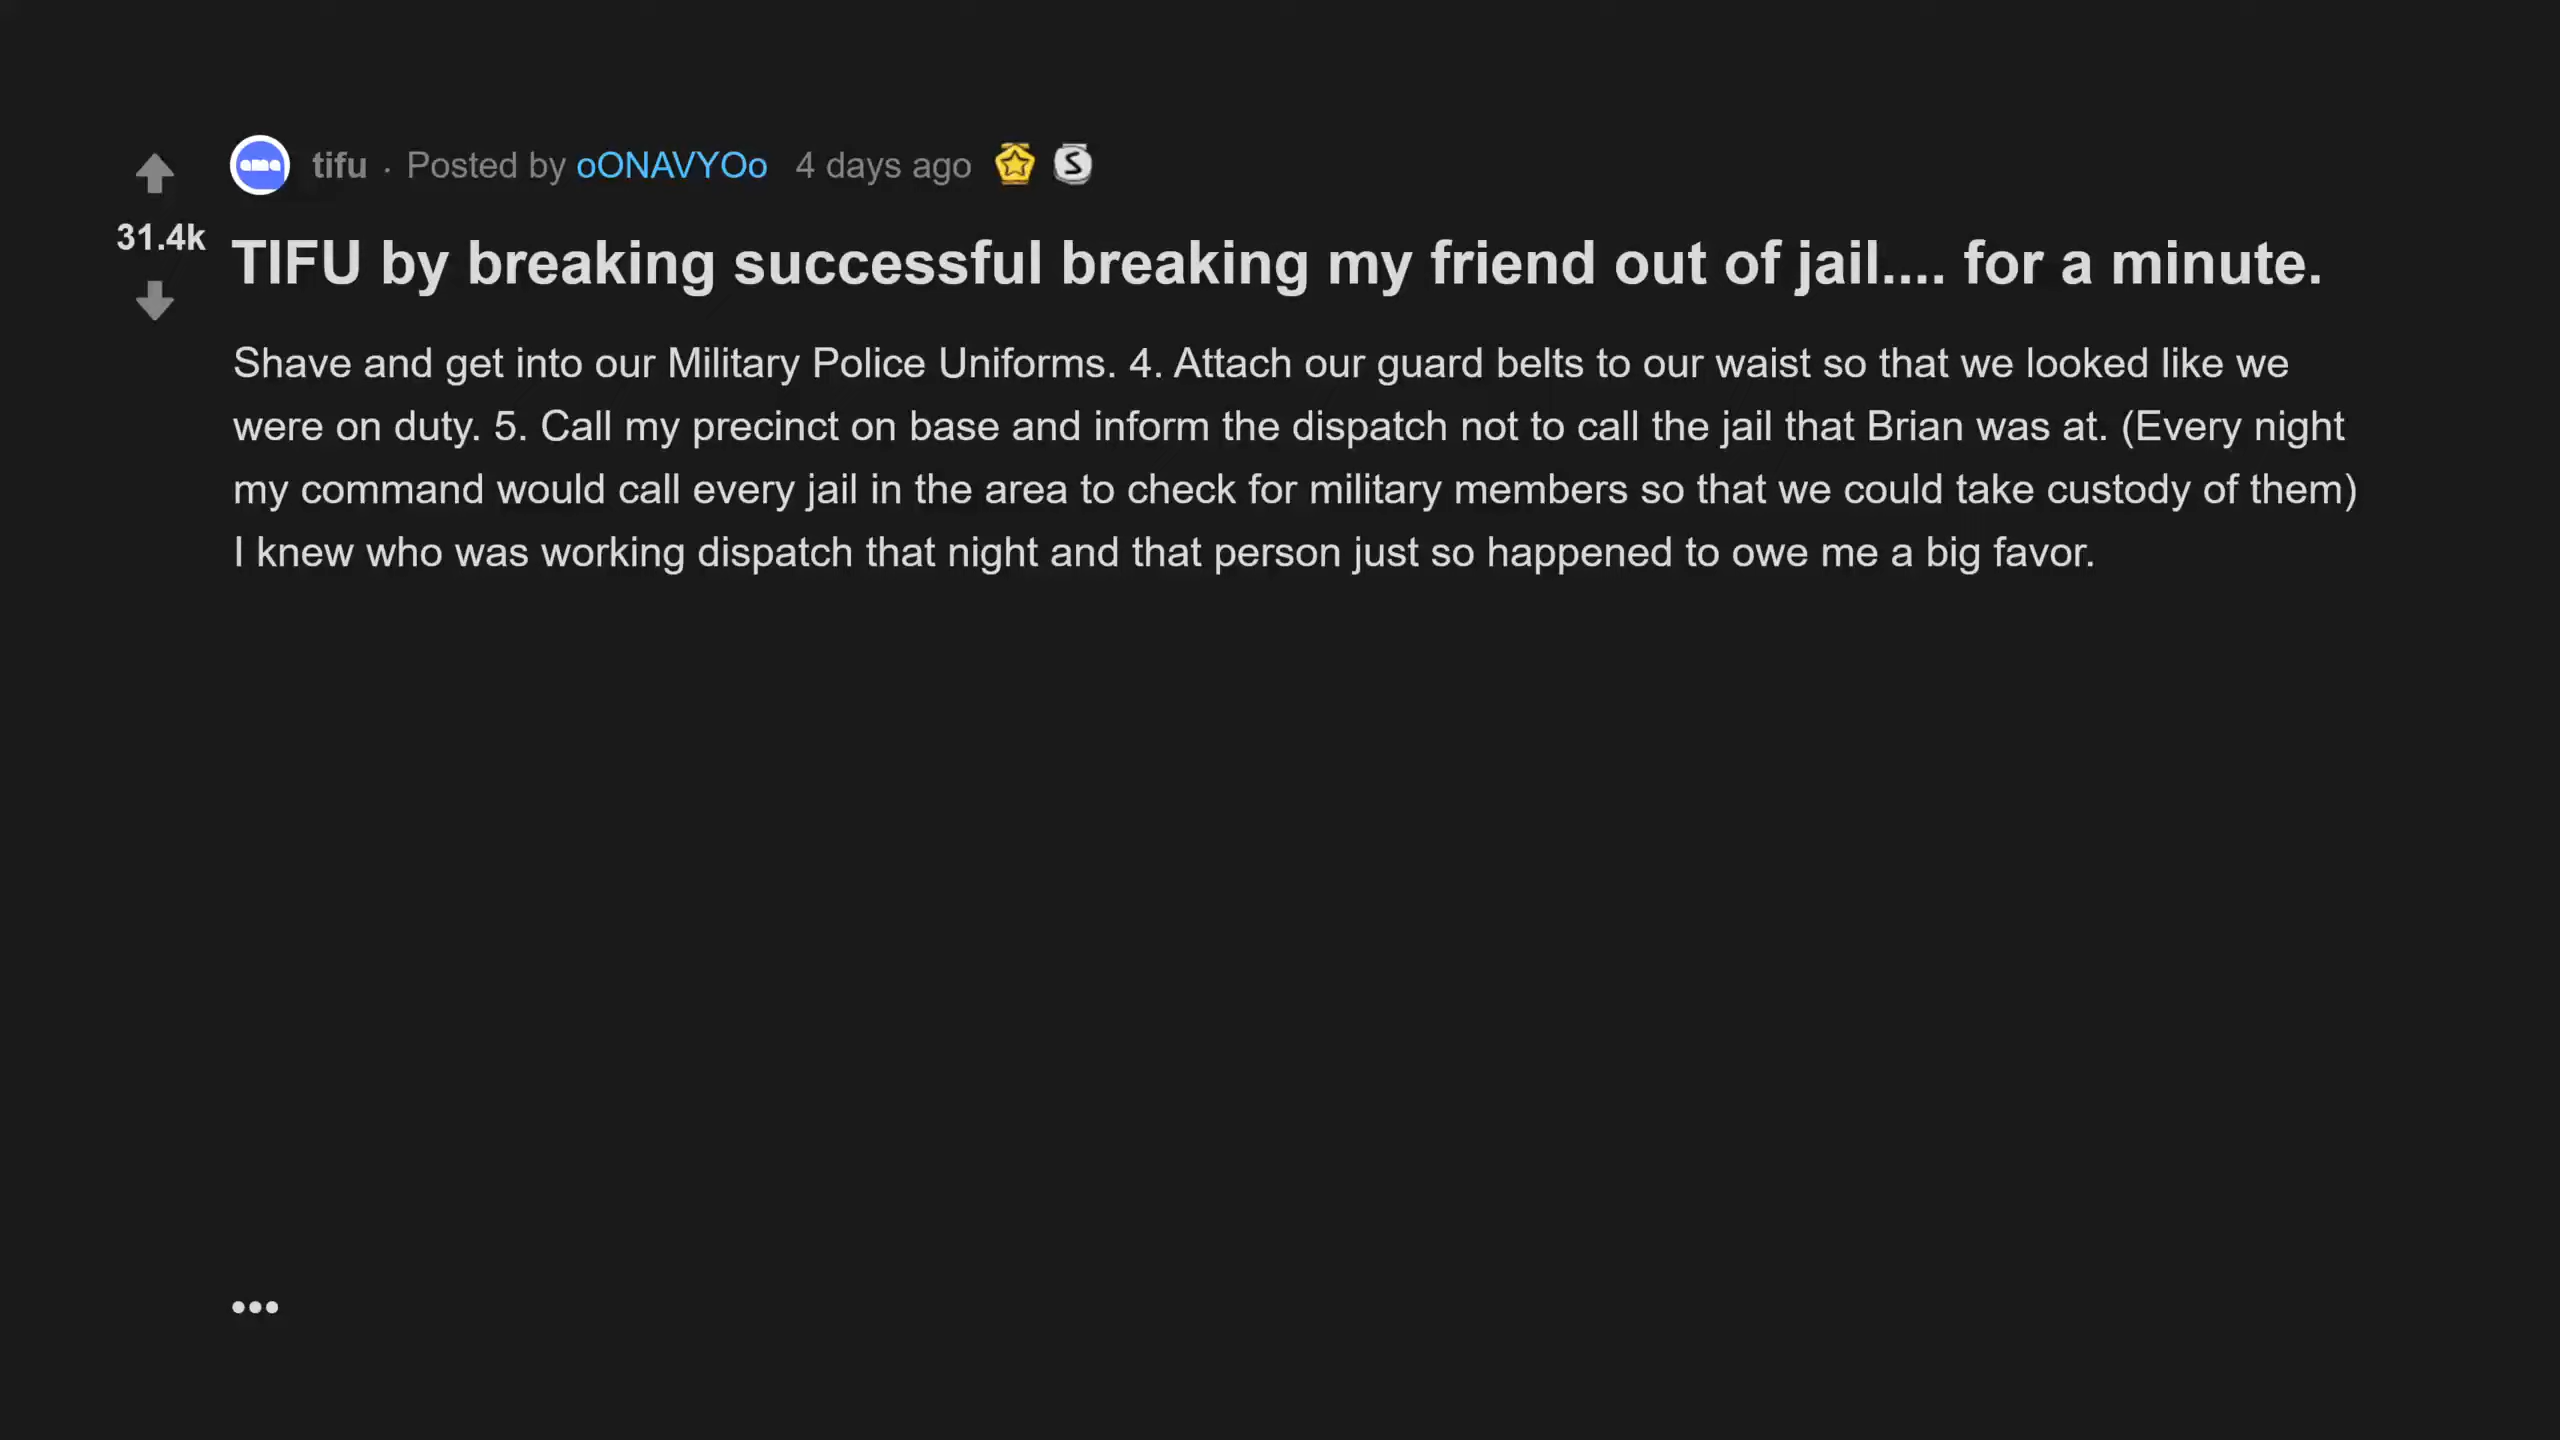 ama tifu · Posted by oONAVYOo 4 days ago S
31.4k
TIFU by breaking successful breaking my friend out of jail.... for a minute.
Shave and get into our Military Police Uniforms. 4. Attach our guard belts to our waist so that we looked like we
were on duty. 5. Call my precinct on base and inform the dispatch not to call the jail that Brian was at. (Every night
my command would call every jail in the area to check for military members so that we could take custody of them)
I knew who was working dispatch that night and that person just so happened to owe me a big favor.